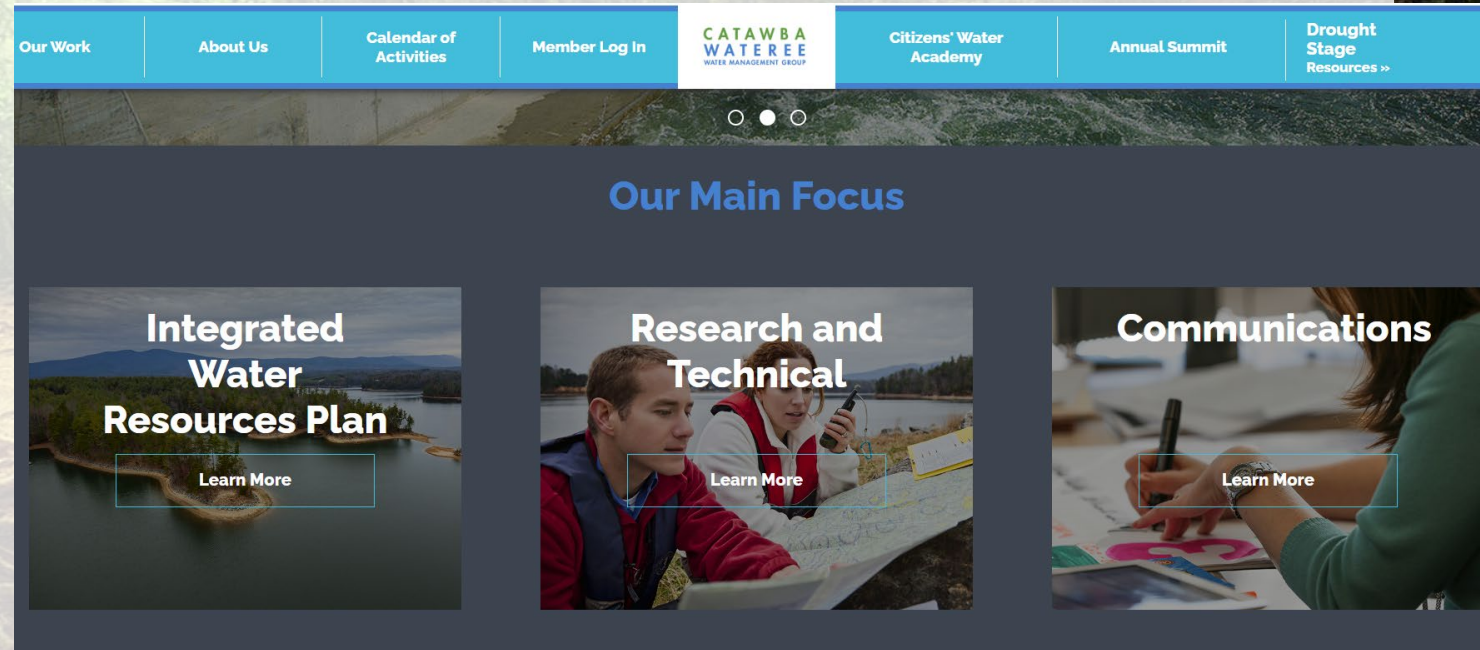 Our Work
About Us
Calendar of
Activities
Member Log In
CATAWBA
WATEREE
WATER MANAGEMENT GROUP
Citizens' Water
Academy
Annual Summit
Drought
Stage
Resources »
Our Main Focus
Integrated
Water
Resources Plan
Learn More
Research and
Technical
Learn More
Communications
Learn More